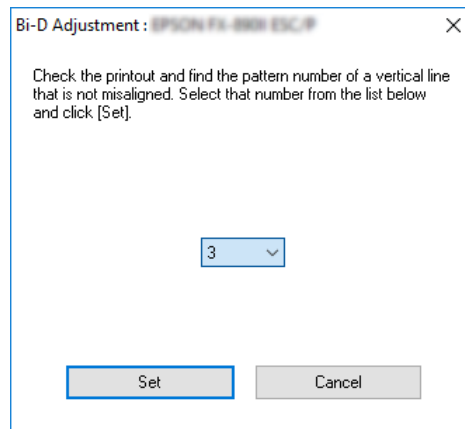 Bi-D Adjustment :
Check the printout and find the pattern number of a vertical line
that is not misaligned. Select that number from the list below
and click [Set].
3
Set Cancel